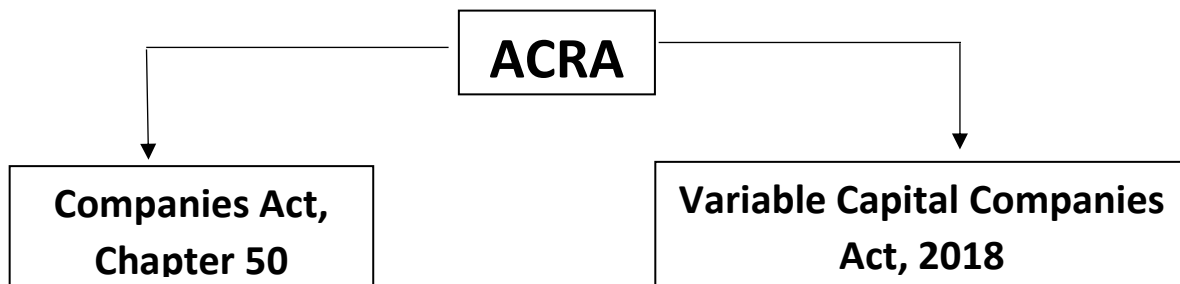 ACRA
Companies Act,
Chapter 50
Variable Capital Companies
Act, 2018